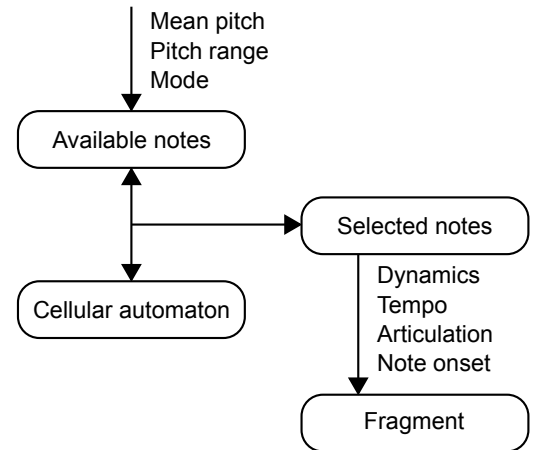 Mean pitch
Pitch range
Mode
Available notes
Selected notes
Cellular automaton
Dynamics
Tempo
Articulation
Note onset
Fragment